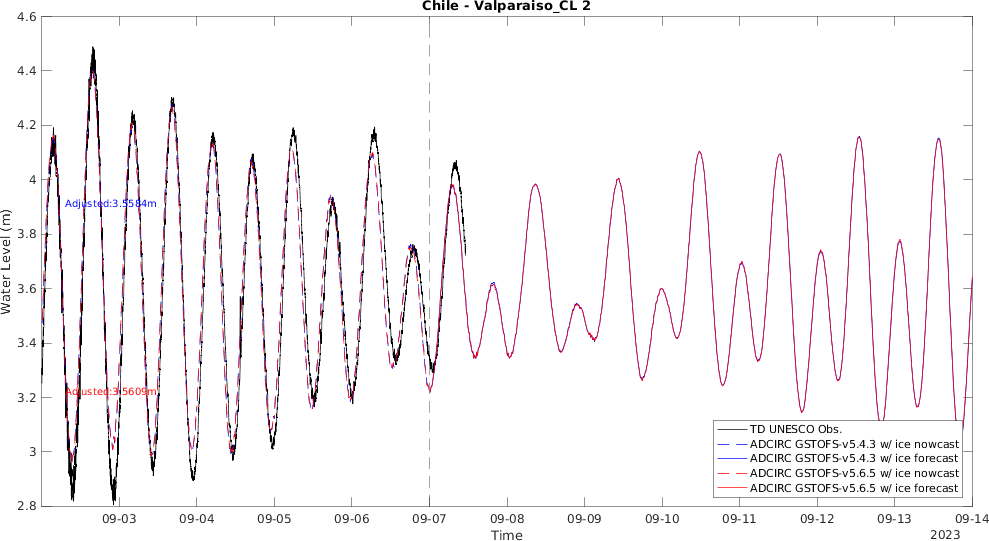 Chile - Valparaiso_CL 2
4.6
4.4
4.2
4
3.8
3.6
3.4
3.2
3
2.8
Water Level (m)
Adjusted:3.5584m
Adjusted:3.5609m
TD UNESCO Obs.
ADCIRC GSTOFS-v5.4.3 w/ ice nowcast
ADCIRC GSTOFS-v5.4.3 w/ ice forecast
ADCIRC GSTOFS-v5.6.5 w/ ice nowcast
ADCIRC GSTOFS-v5.6.5 w/ ice forecast
09-03 09-04 09-05 09-06 09-07 09-08 09-09 09-10 09-11 09-12 09-13 09-14
Time
2023